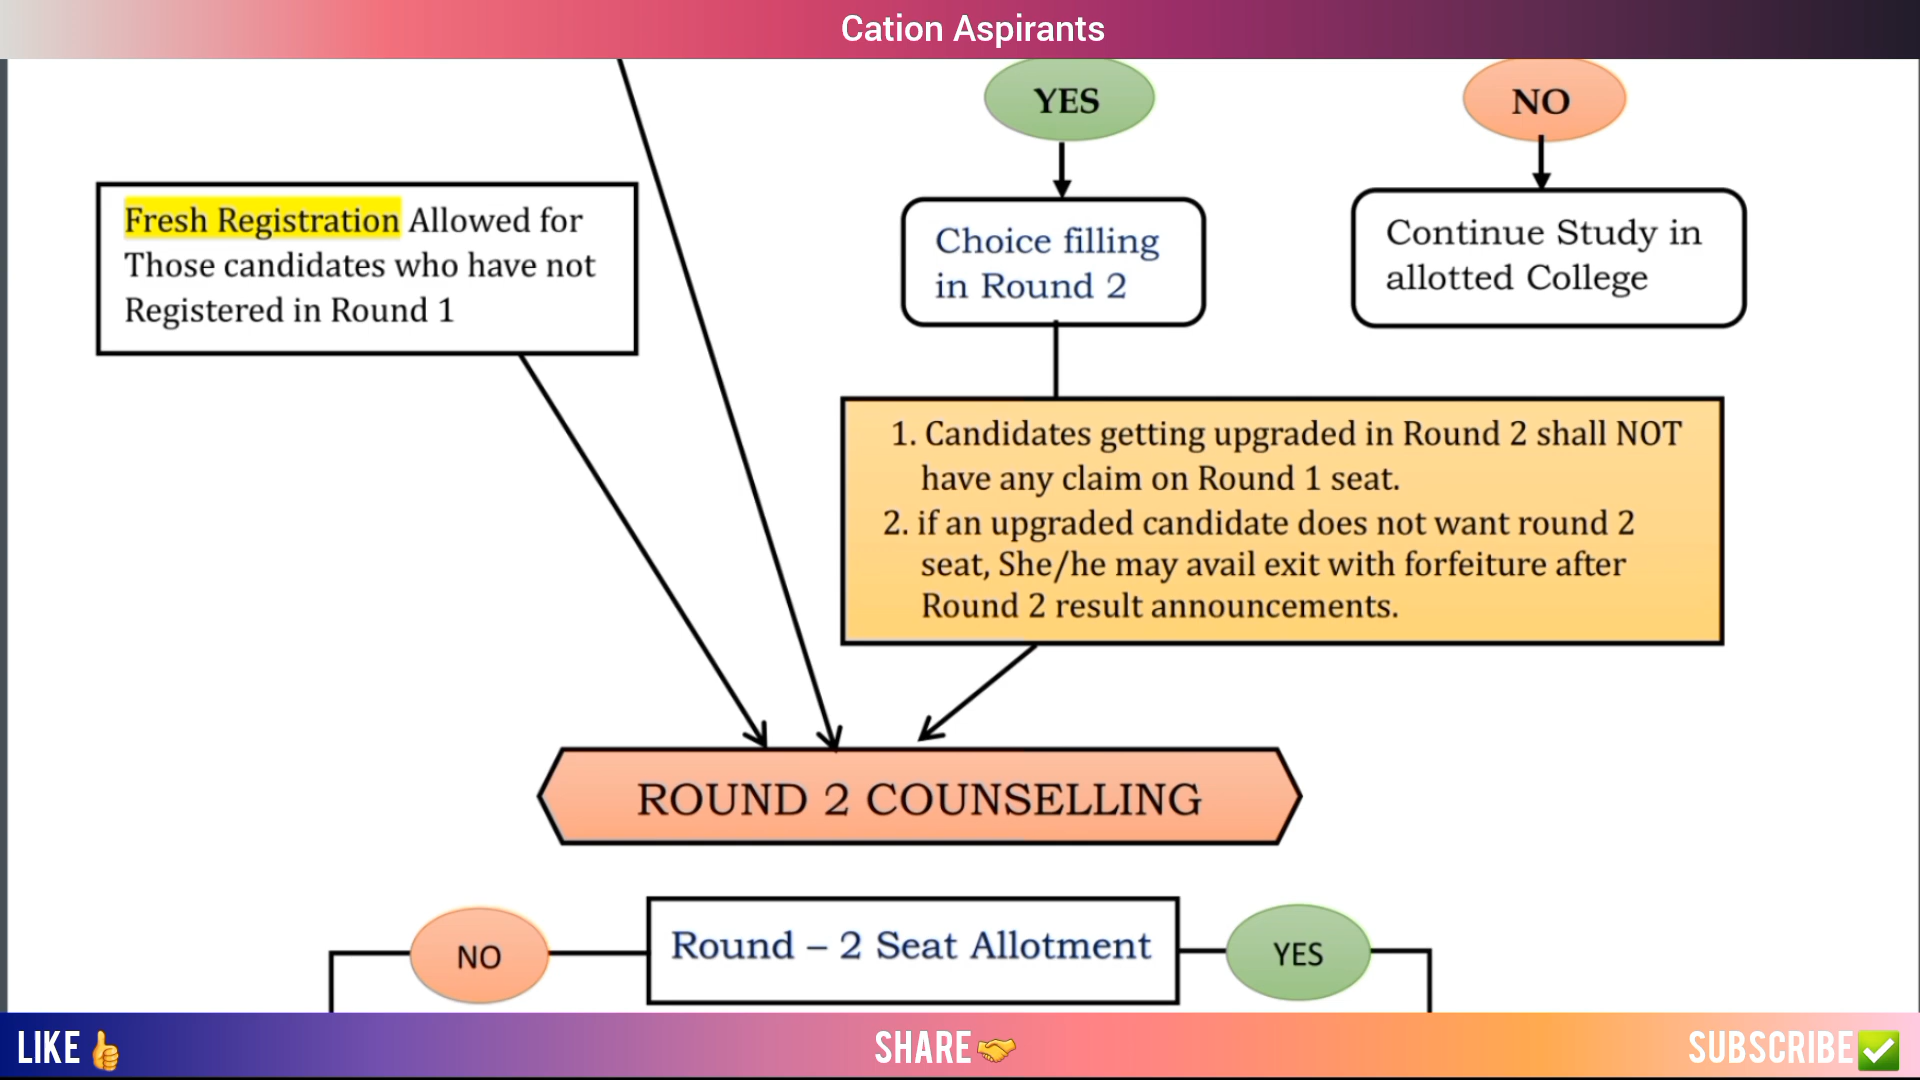 Cation Aspirants
YES
NO
Fresh Registration Allowed for
Those candidates who have not
Registered in Round 1
Choice filling
in Round 2
Continue Study in
allotted College
1. Candidates getting upgraded in Round 2 shall NOT
have any claim on Round 1 seat.
2. if an upgraded candidate does not want round 2
seat, She/he may avail exit with forfeiture after
Round 2 result announcements.
ROUND 2 COUNSELLING
NO
Round – 2 Seat Allotment
YES
LIKE
SHARE
SUBSCRIBE